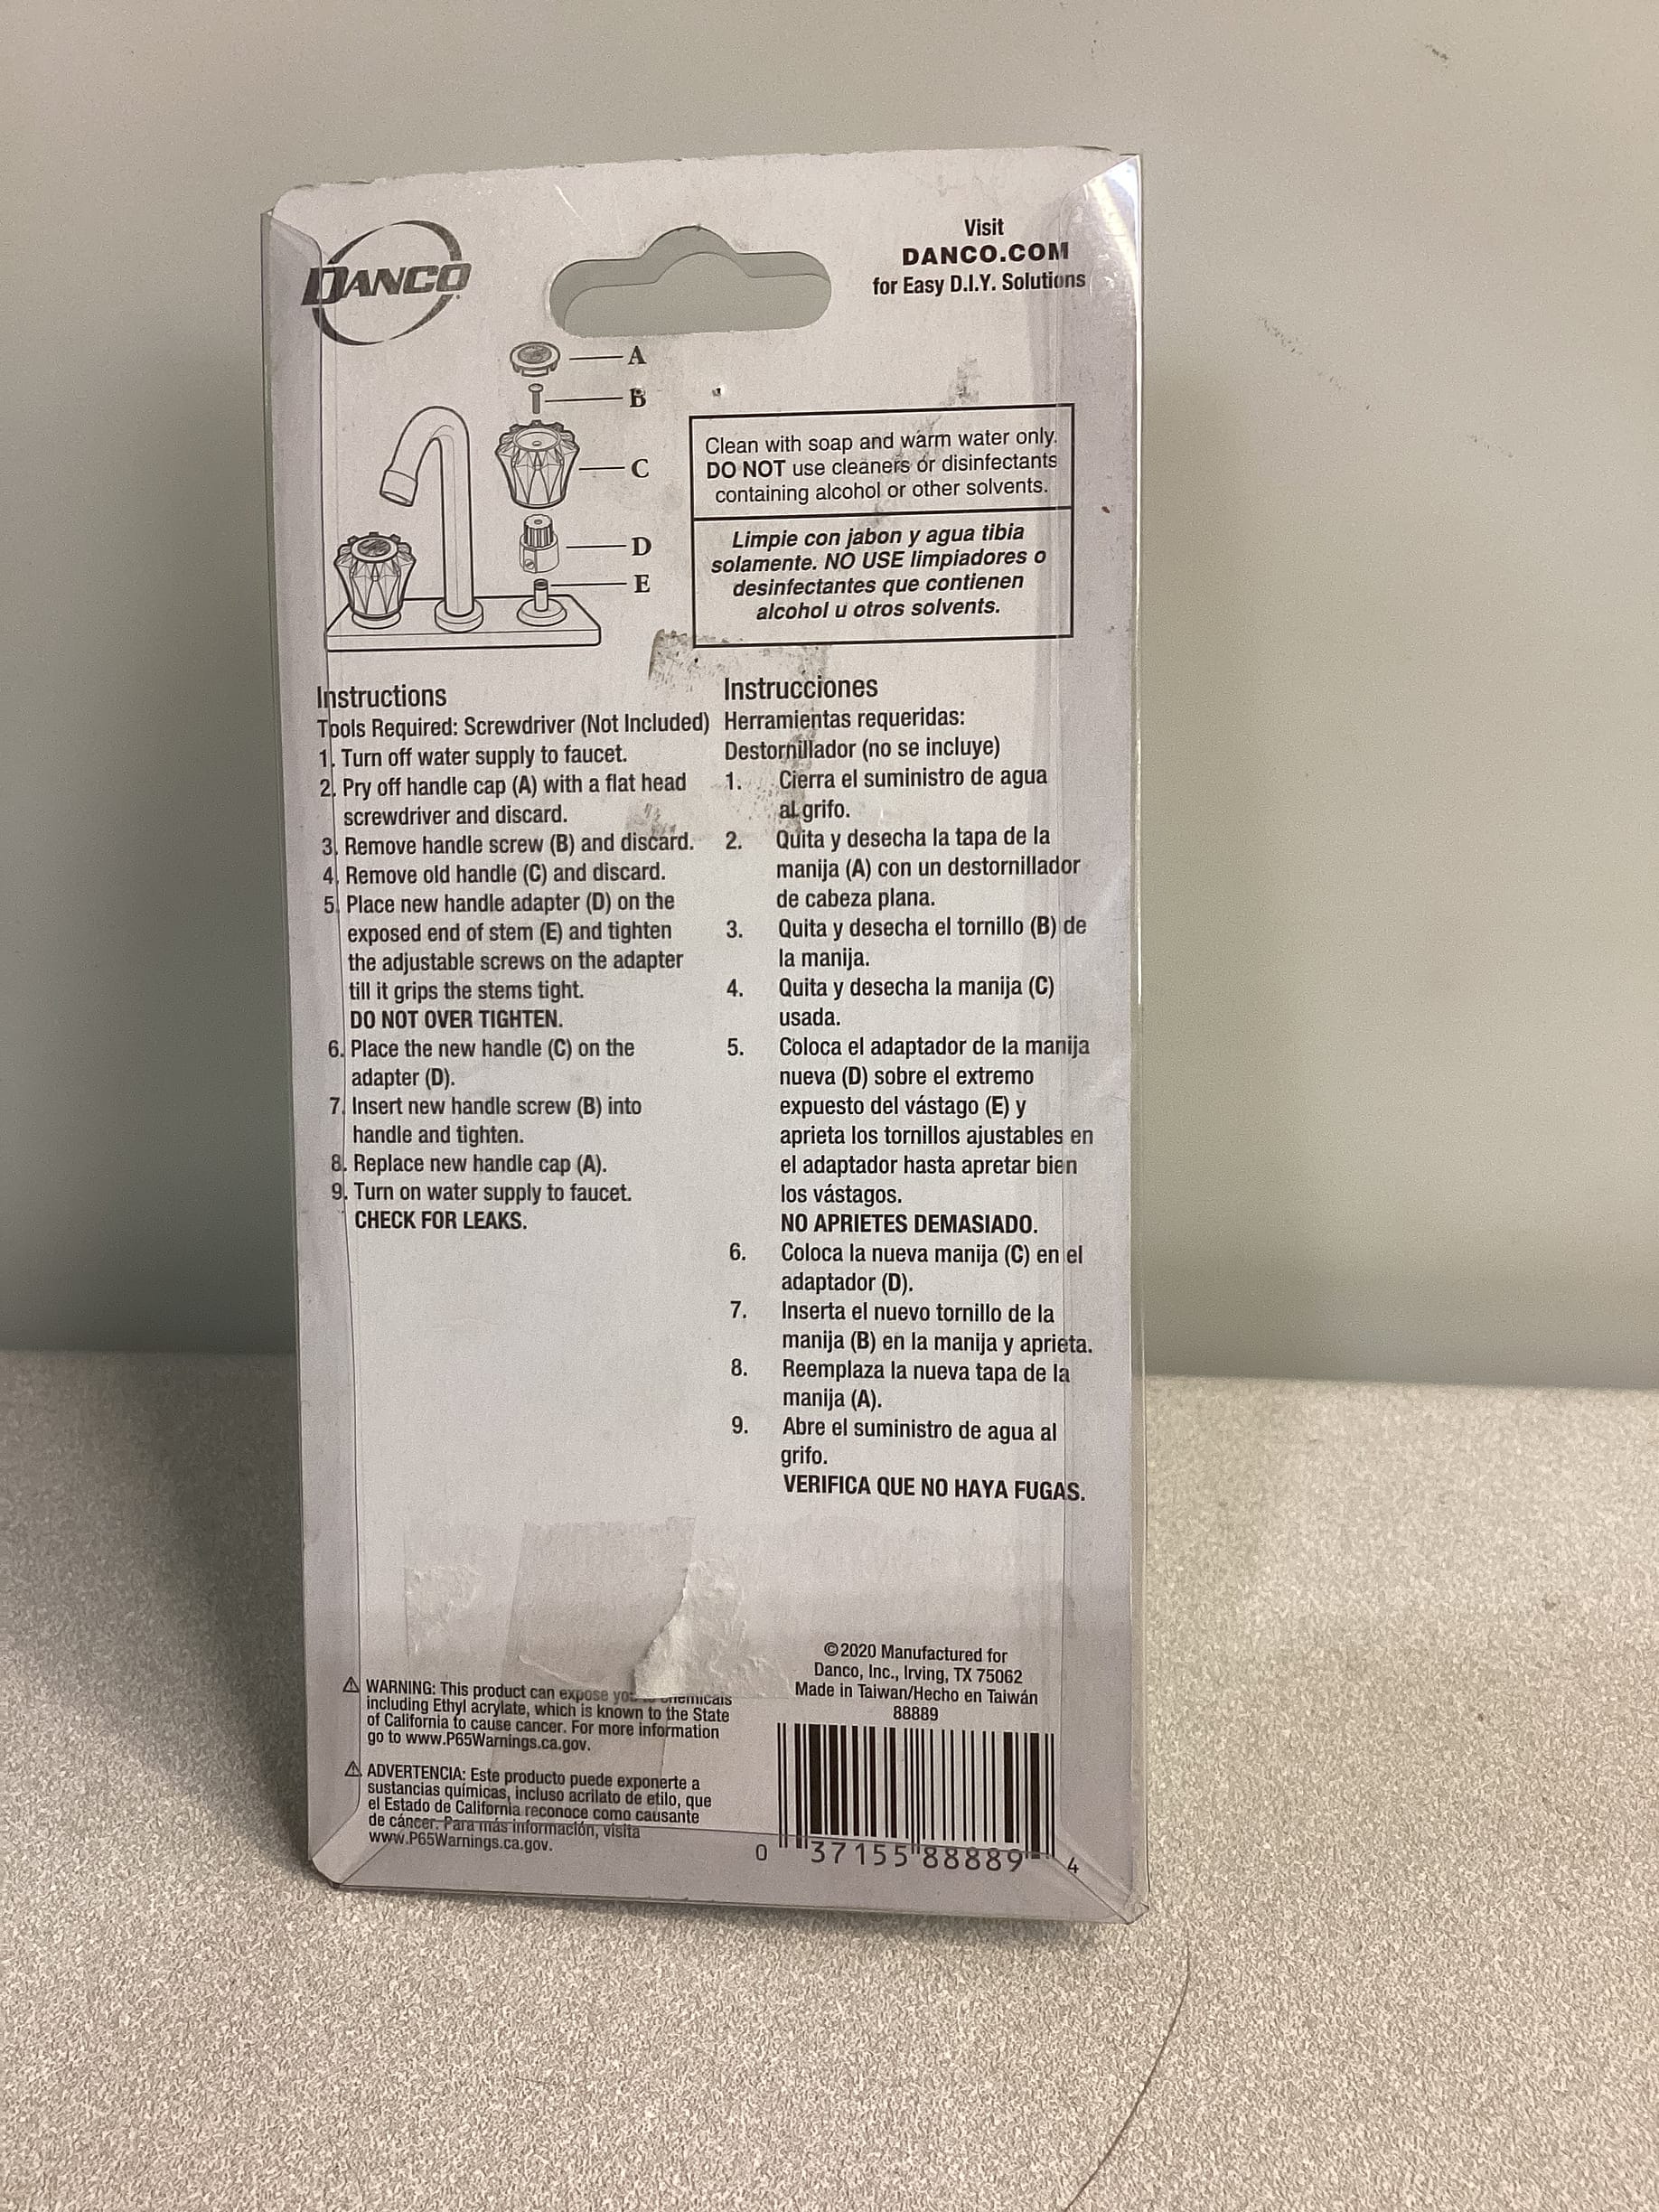 DANCO
Visit
DANCO.COM
for Easy D.I.Y. Solutions
A
B
C
D
E
Clean with soap and warm water only.
DO NOT use cleaners or disinfectants
containing alcohol or other solvents.
Limpie con jabon y agua tibia
solamente. NO USE limpiadores o
desinfectantes que contienen
alcohol u otros solvents.
Instructions
Tools Required: Screwdriver (Not Included)
1. Turn off water supply to faucet.
2. Pry off handle cap (A) with a flat head
screwdriver and discard.
3. Remove handle screw (B) and discard.
4. Remove old handle (C) and discard.
5. Place new handle adapter (D) on the
exposed end of stem (E) and tighten
the adjustable screws on the adapter
till it grips the stems tight.
DO NOT OVER TIGHTEN.
6. Place the new handle (C) on the
adapter (D).
7. Insert new handle screw (B) into
handle and tighten.
8. Replace new handle cap (A).
9. Turn on water supply to faucet.
CHECK FOR LEAKS.
Instrucciones
Herramientas requeridas:
Destornillador (no se incluye)
1. Cierra el suministro de agua
al grifo.
2. Quita y desecha la tapa de la
manija (A) con un destornillador
de cabeza plana.
3. Quita y desecha el tornillo (B) de
la manija.
4. Quita y desecha la manija (C)
usada.
5. Coloca el adaptador de la manija
nueva (D) sobre el extremo
expuesto del vástago (E) y
aprieta los tornillos ajustables en
el adaptador hasta apretar bien
los vástagos.
NO APRIETES DEMASIADO.
6. Coloca la nueva manija (C) en el
adaptador (D).
7. Inserta el nuevo tornillo de la
manija (B) en la manija y aprieta.
8. Reemplaza la nueva tapa de la
manija (A).
9. Abre el suministro de agua al
grifo.
VERIFICA QUE NO HAYA FUGAS.
⚠ WARNING: This product can expose you chemicals
including Ethyl acrylate, which is known to the State
of California to cause cancer. For more information
go to www.P65Warnings.ca.gov.
⚠ ADVERTENCIA: Este producto puede exponerte a
sustancias químicas, incluso acrilato de etilo, que
el Estado de California reconoce como causante
de cáncer. Para más información, visita
www.P65Warnings.ca.gov.
©2020 Manufactured for
Danco, Inc., Irving, TX 75062
Made in Taiwan/Hecho en Taiwán
88889
0 37155 88889 4